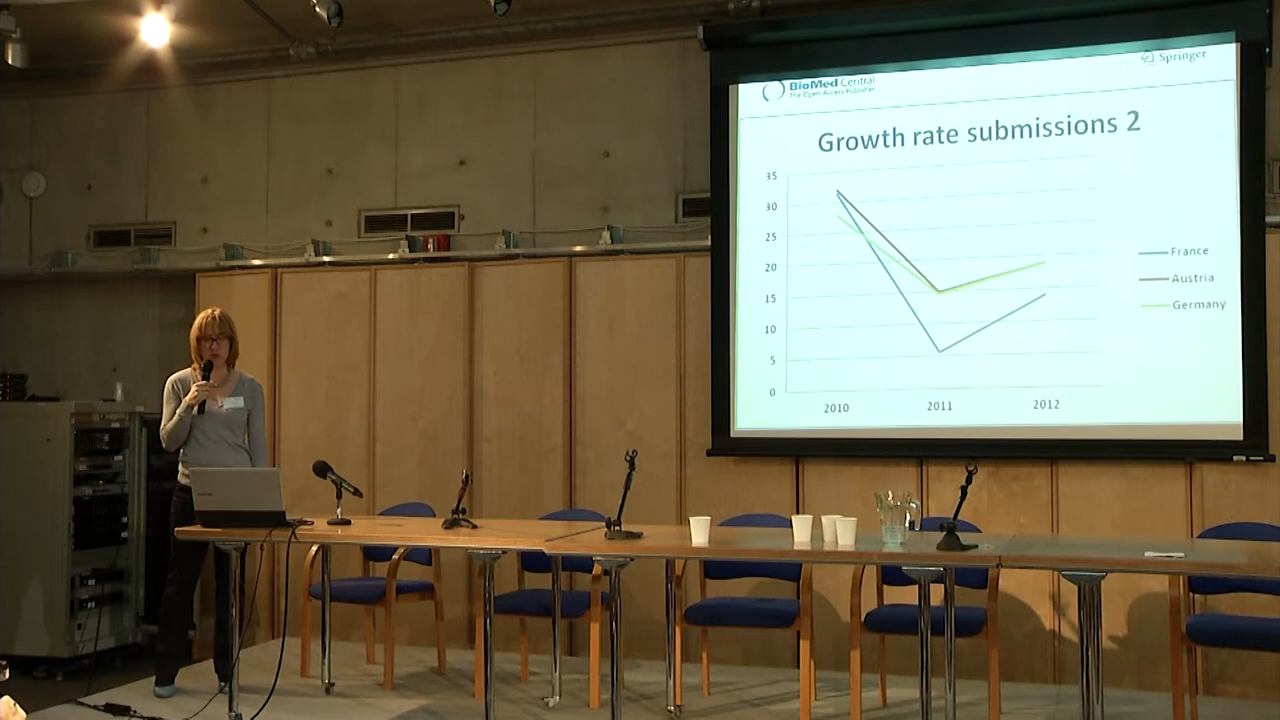 Springer
BioMed Central
The Open Access Publisher
Growth rate submissions 2
35
30
25
20
15
10
5
0
2010
2011
2012
France
Austria
Germany